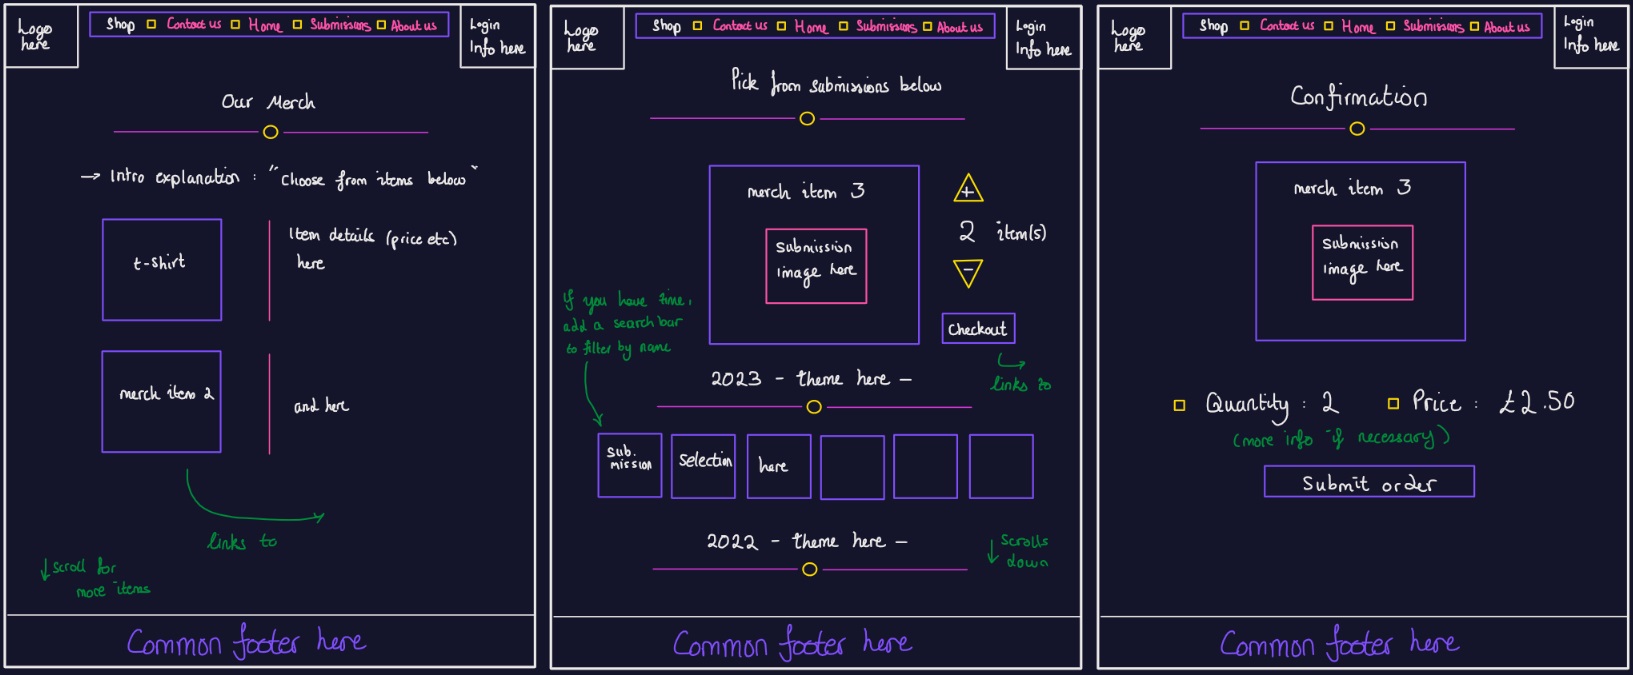 Logo
here
Shop Contact us Home Submissions About us
Login
Info here
Our Merch
→ Intro explanation : "Choose from items below"
t-shirt
Item details (price etc)
here
merch item 2
and here
links to
↓ Scroll for
more items
Common footer here
Logo
here
Shop Contact us Home Submissions About us
Login
Info here
Pick from submissions below
merch item 3
Submission
image here
+
2 item(s)
-
Checkout
links to
If you have time,
add a search bar
to filter by name
2023 - theme here -
Sub.
mission
Selection
here
2022 - theme here -
↓ Scrolls
down
Common footer here
Logo
here
Shop Contact us Home Submissions About us
Login
Info here
Confirmation
merch item 3
Submission
image here
Quantity : 2 Price : £2.50
(more info if necessary)
Submit order
Common footer here